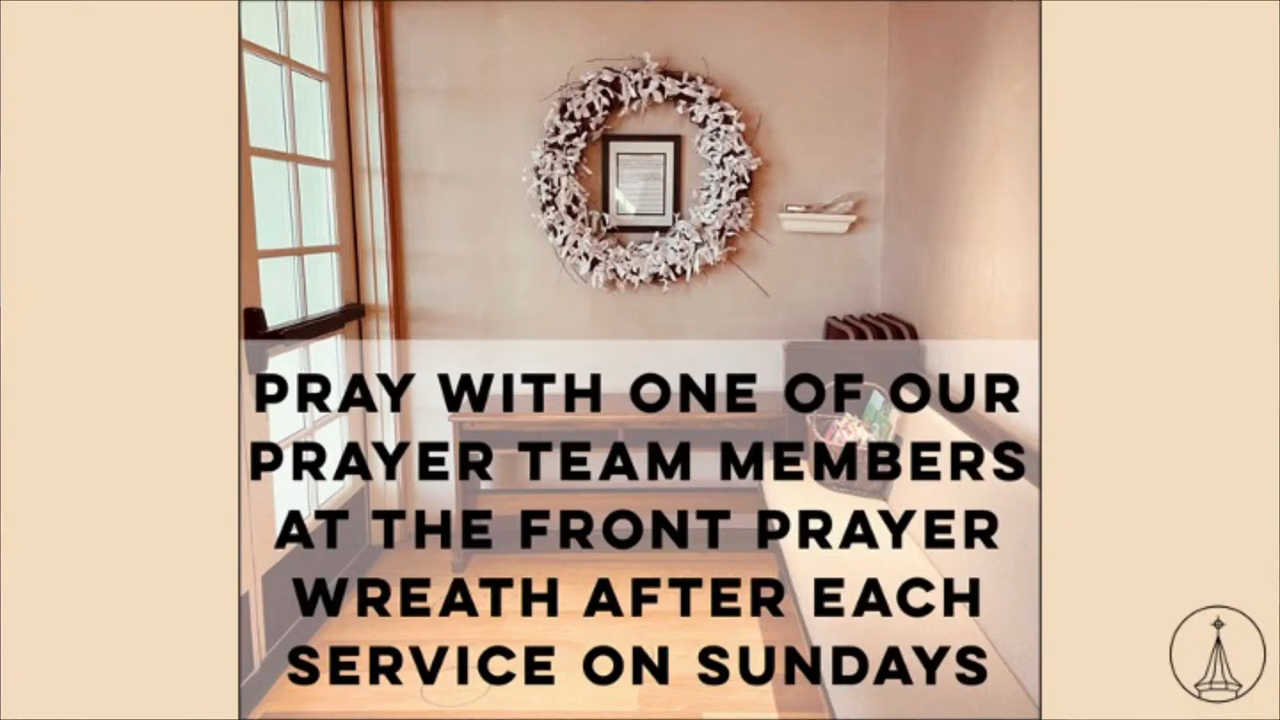 PRAY WITH ONE OF OUR
PRAYER TEAM MEMBERS
AT THE FRONT PRAYER
WREATH AFTER EACH
SERVICE ON SUNDAYS